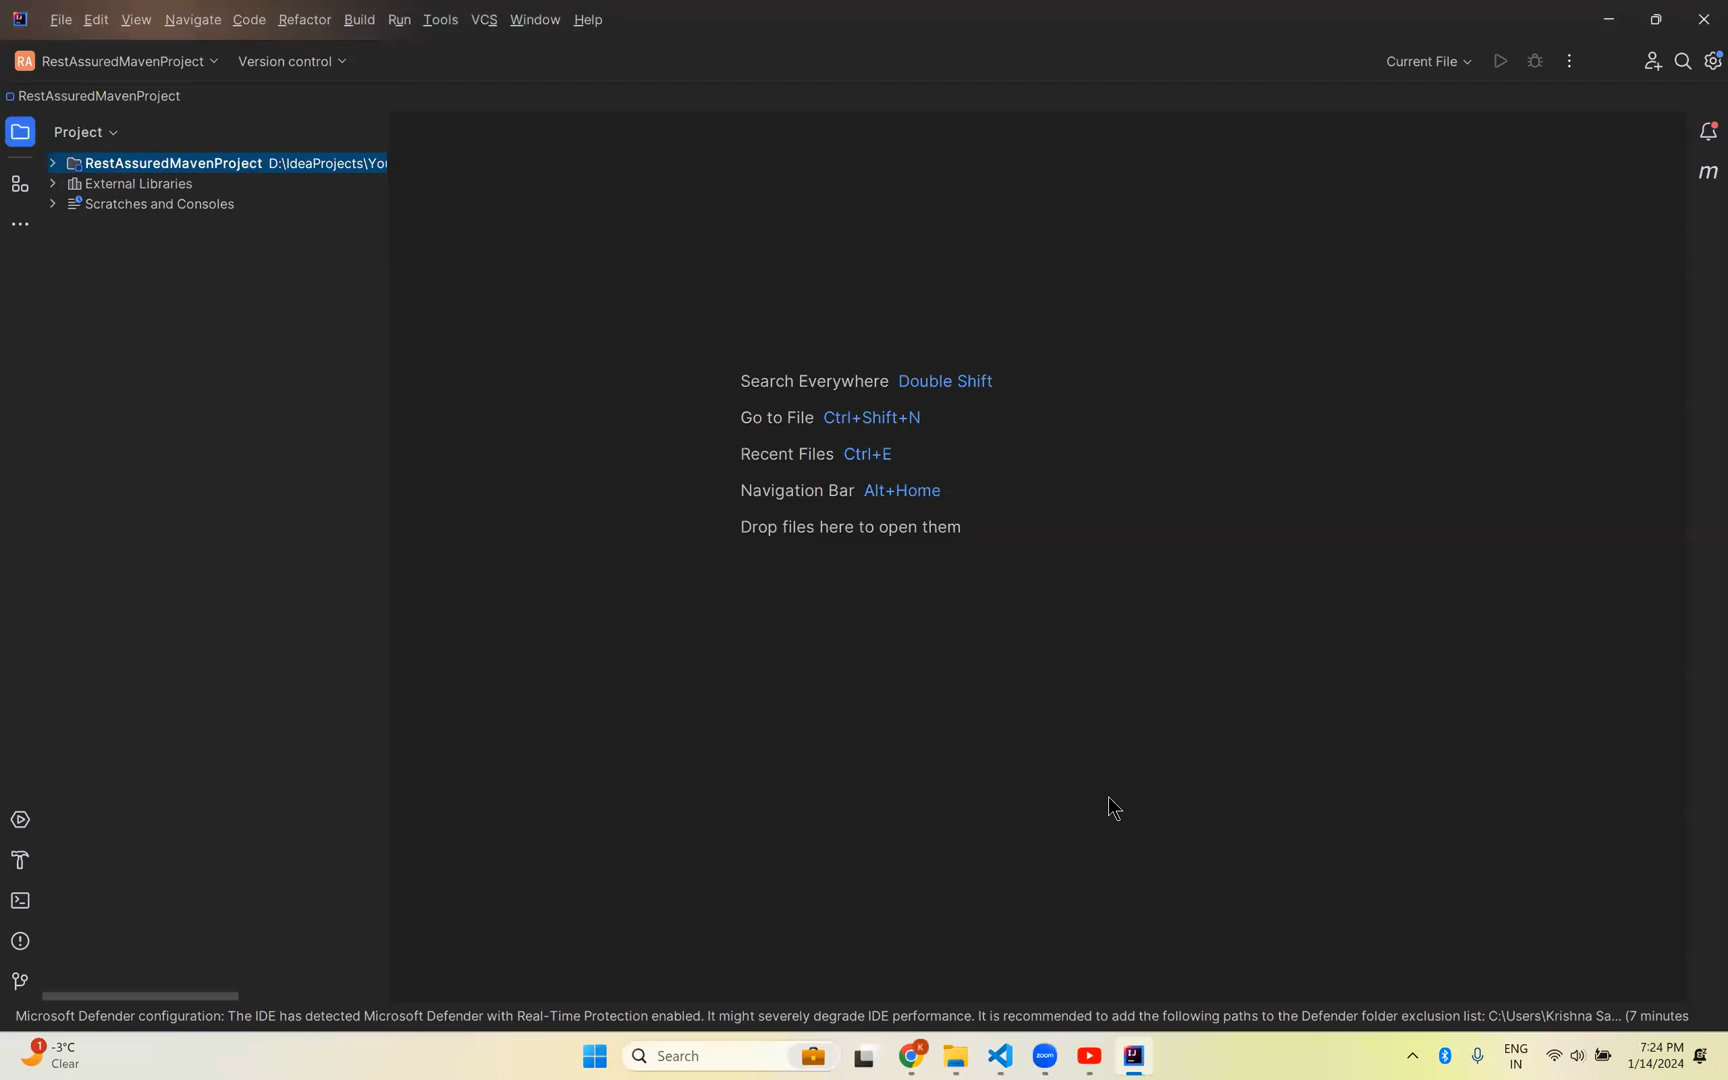 File Edit View Navigate Code Refactor Build Run Tools VCS Window Help
RA RestAssuredMavenProject Version control Current File
RestAssuredMavenProject
Project
RestAssuredMavenProject D:\IdeaProjects\You
External Libraries
Scratches and Consoles
m
Search Everywhere Double Shift
Go to File Ctrl+Shift+N
Recent Files Ctrl+E
Navigation Bar Alt+Home
Drop files here to open them
Microsoft Defender configuration: The IDE has detected Microsoft Defender with Real-Time Protection enabled. It might severely degrade IDE performance. It is recommended to add the following paths to the Defender folder exclusion list: C:\Users\Krishna Sa... (7 minutes
1
-3°C
Clear
Search
K
zoom
IJ
ENG
IN
7:24 PM
1/14/2024